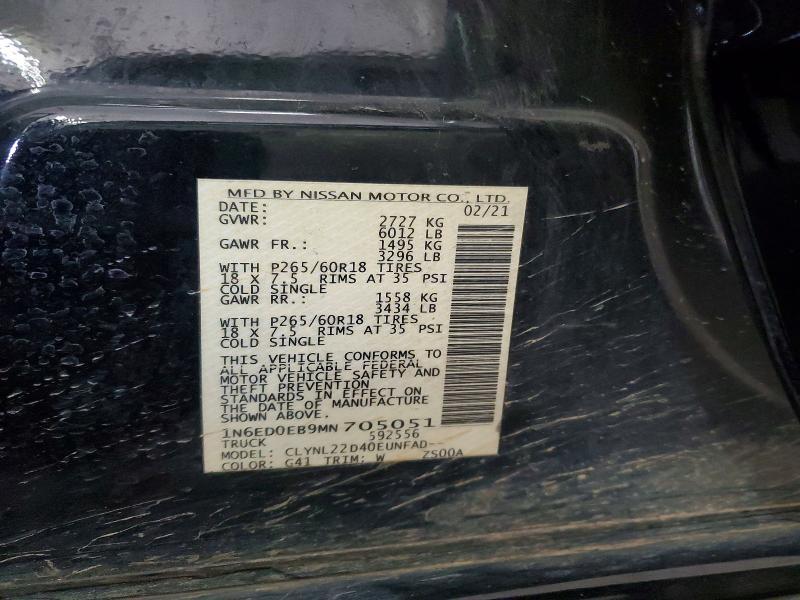 MFD BY NISSAN MOTOR CO., LTD.
DATE: 02/21
GVWR: 2727 KG
6012 LB
GAWR FR.: 1495 KG
3296 LB
WITH P265/60R18 TIRES
18 X 7.5 RIMS AT 35 PSI
COLD SINGLE
GAWR RR.: 1558 KG
3434 LB
WITH P265/60R18 TIRES
18 X 7.5 RIMS AT 35 PSI
COLD SINGLE
THIS VEHICLE CONFORMS TO
ALL APPLICABLE FEDERAL
MOTOR VEHICLE SAFETY AND
THEFT PREVENTION
STANDARDS IN EFFECT ON
THE DATE OF MANUFACTURE
SHOWN ABOVE.
1N6ED0EB9MN 705051
TRUCK 592556
MODEL: CLYNL22D40EUNFAD--
COLOR: G41 TRIM: W ZS00A